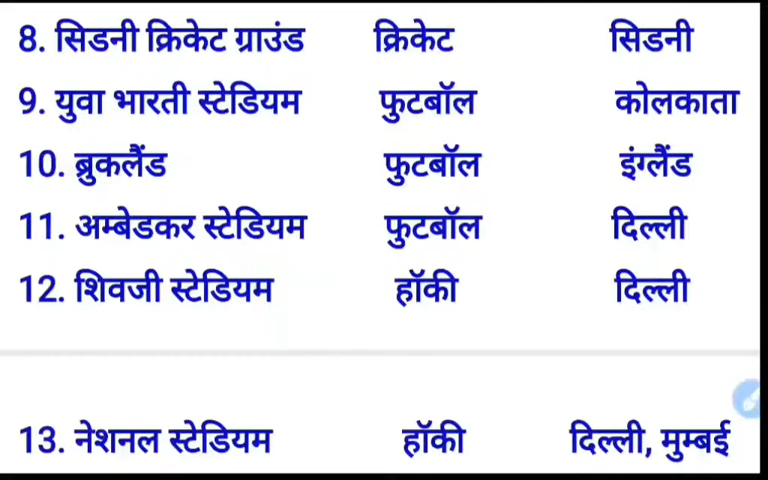 8. सिडनी क्रिकेट ग्राउंड क्रिकेट सिडनी
9. युवा भारती स्टेडियम फुटबॉल कोलकाता
10. ब्रुकलैंड फुटबॉल इंग्लैंड
11. अम्बेडकर स्टेडियम फुटबॉल दिल्ली
12. शिवजी स्टेडियम हॉकी दिल्ली
13. नेशनल स्टेडियम हॉकी दिल्ली, मुम्बई